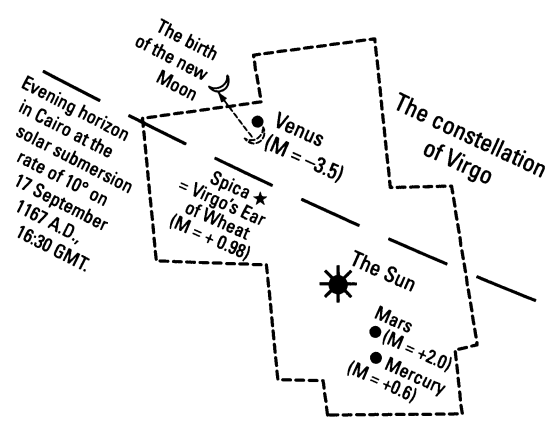 The birth
of the new
Moon
Evening horizon
in Cairo at the
solar submersion
rate of 10° on
17 September
1167 A.D.,
16:30 GMT.
Venus
(M = –3.5)
The constellation
of Virgo
Spica
= Virgo's Ear
of Wheat
(M = + 0.98)
The Sun
Mars
(M = +2.0)
Mercury
(M = +0.6)